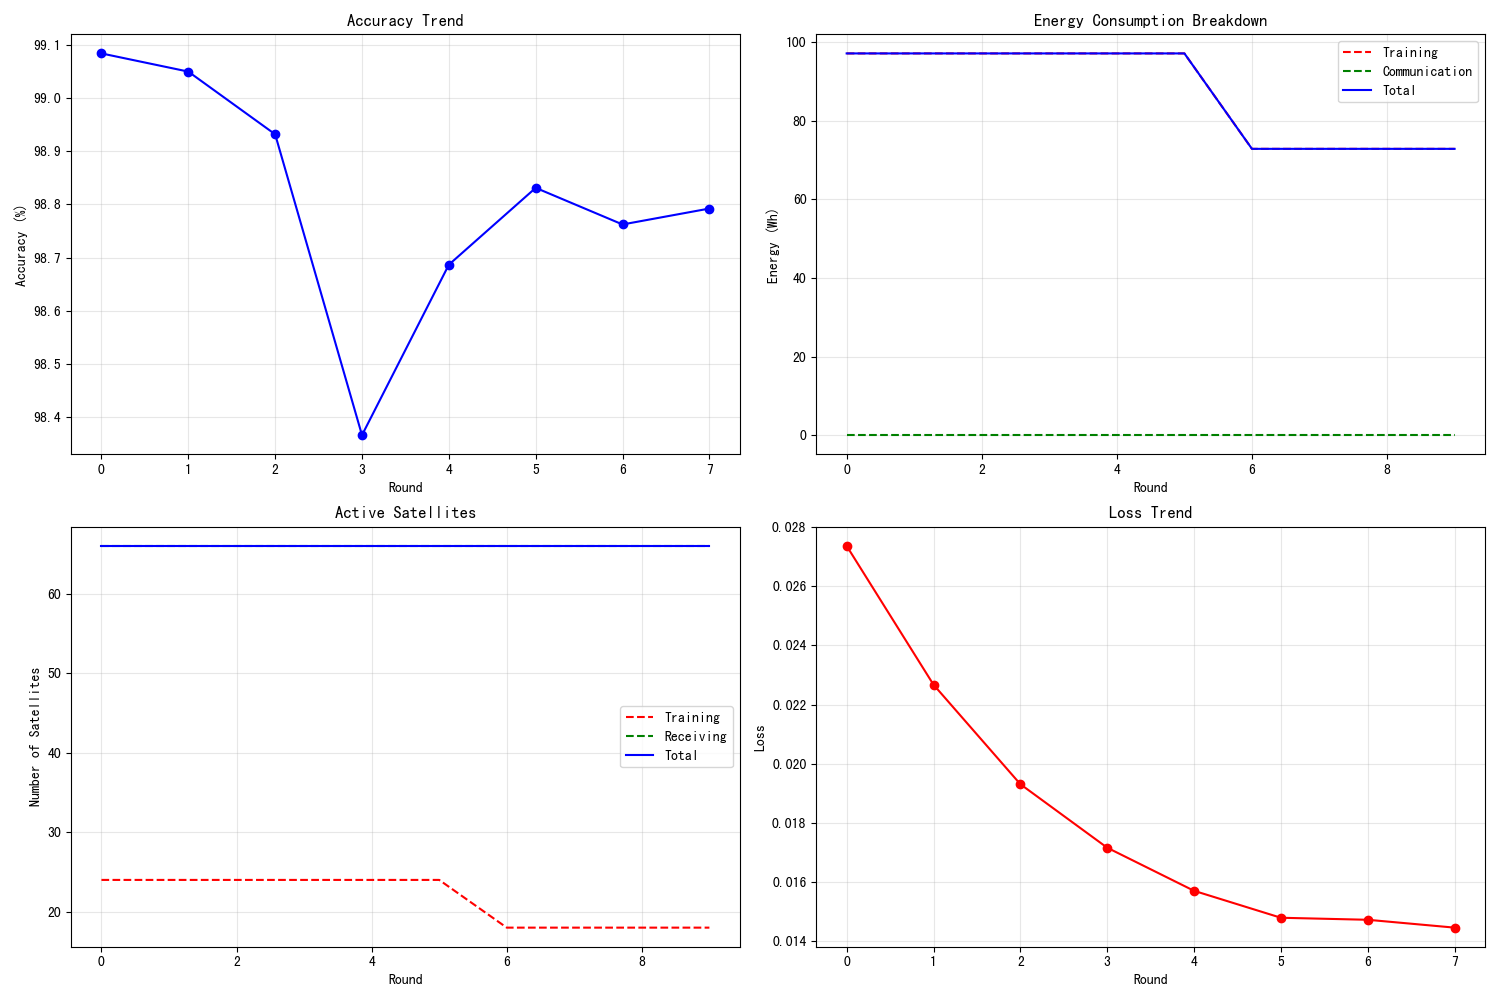 Accuracy Trend
99.1
99.0
98.9
98.8
98.7
98.6
98.5
98.4
Accuracy (%)
0 1 2 3 4 5 6 7
Round
Energy Consumption Breakdown
100
80
60
40
20
0
Energy (Wh)
Training
Communication
Total
0 2 4 6 8
Round
Active Satellites
60
50
40
30
20
Number of Satellites
Training
Receiving
Total
0 2 4 6 8
Round
Loss Trend
0.028
0.026
0.024
0.022
0.020
0.018
0.016
0.014
Loss
0 1 2 3 4 5 6 7
Round